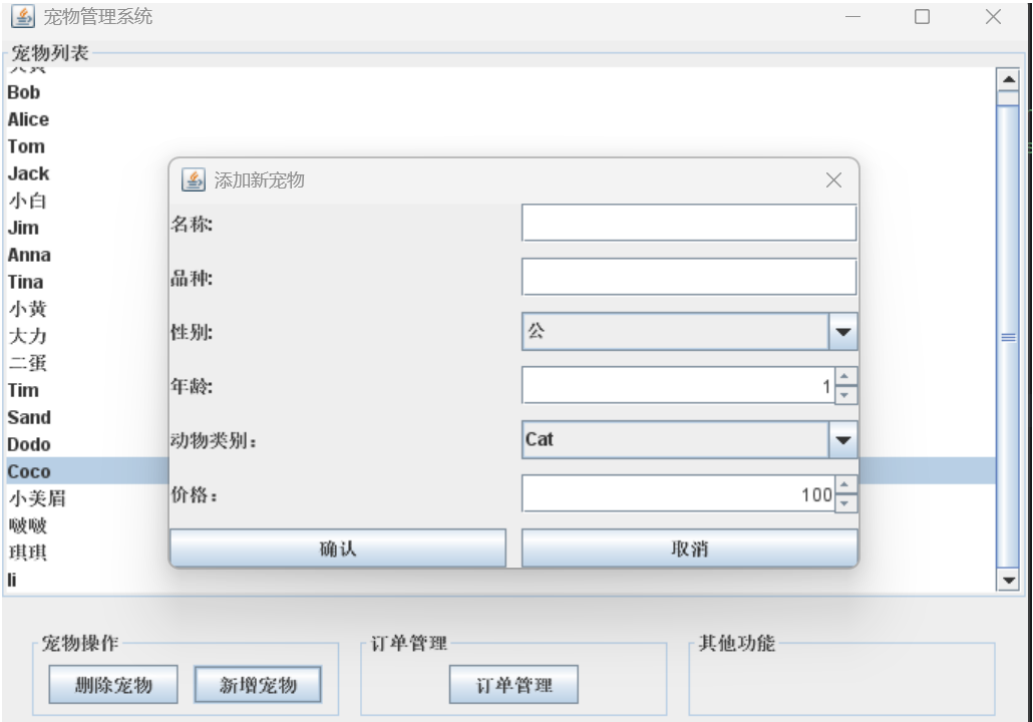 宠物管理系统
宠物列表
Bob
Alice
Tom
Jack
小白
Jim
Anna
Tina
小黄
大力
二蛋
Tim
Sand
Dodo
Coco
小美眉
啵啵
琪琪
li
添加新宠物
名称:
品种:
性别:
公
年龄:
1
动物类别：
Cat
价格：
100
确认
取消
宠物操作
订单管理
其他功能
删除宠物
新增宠物
订单管理